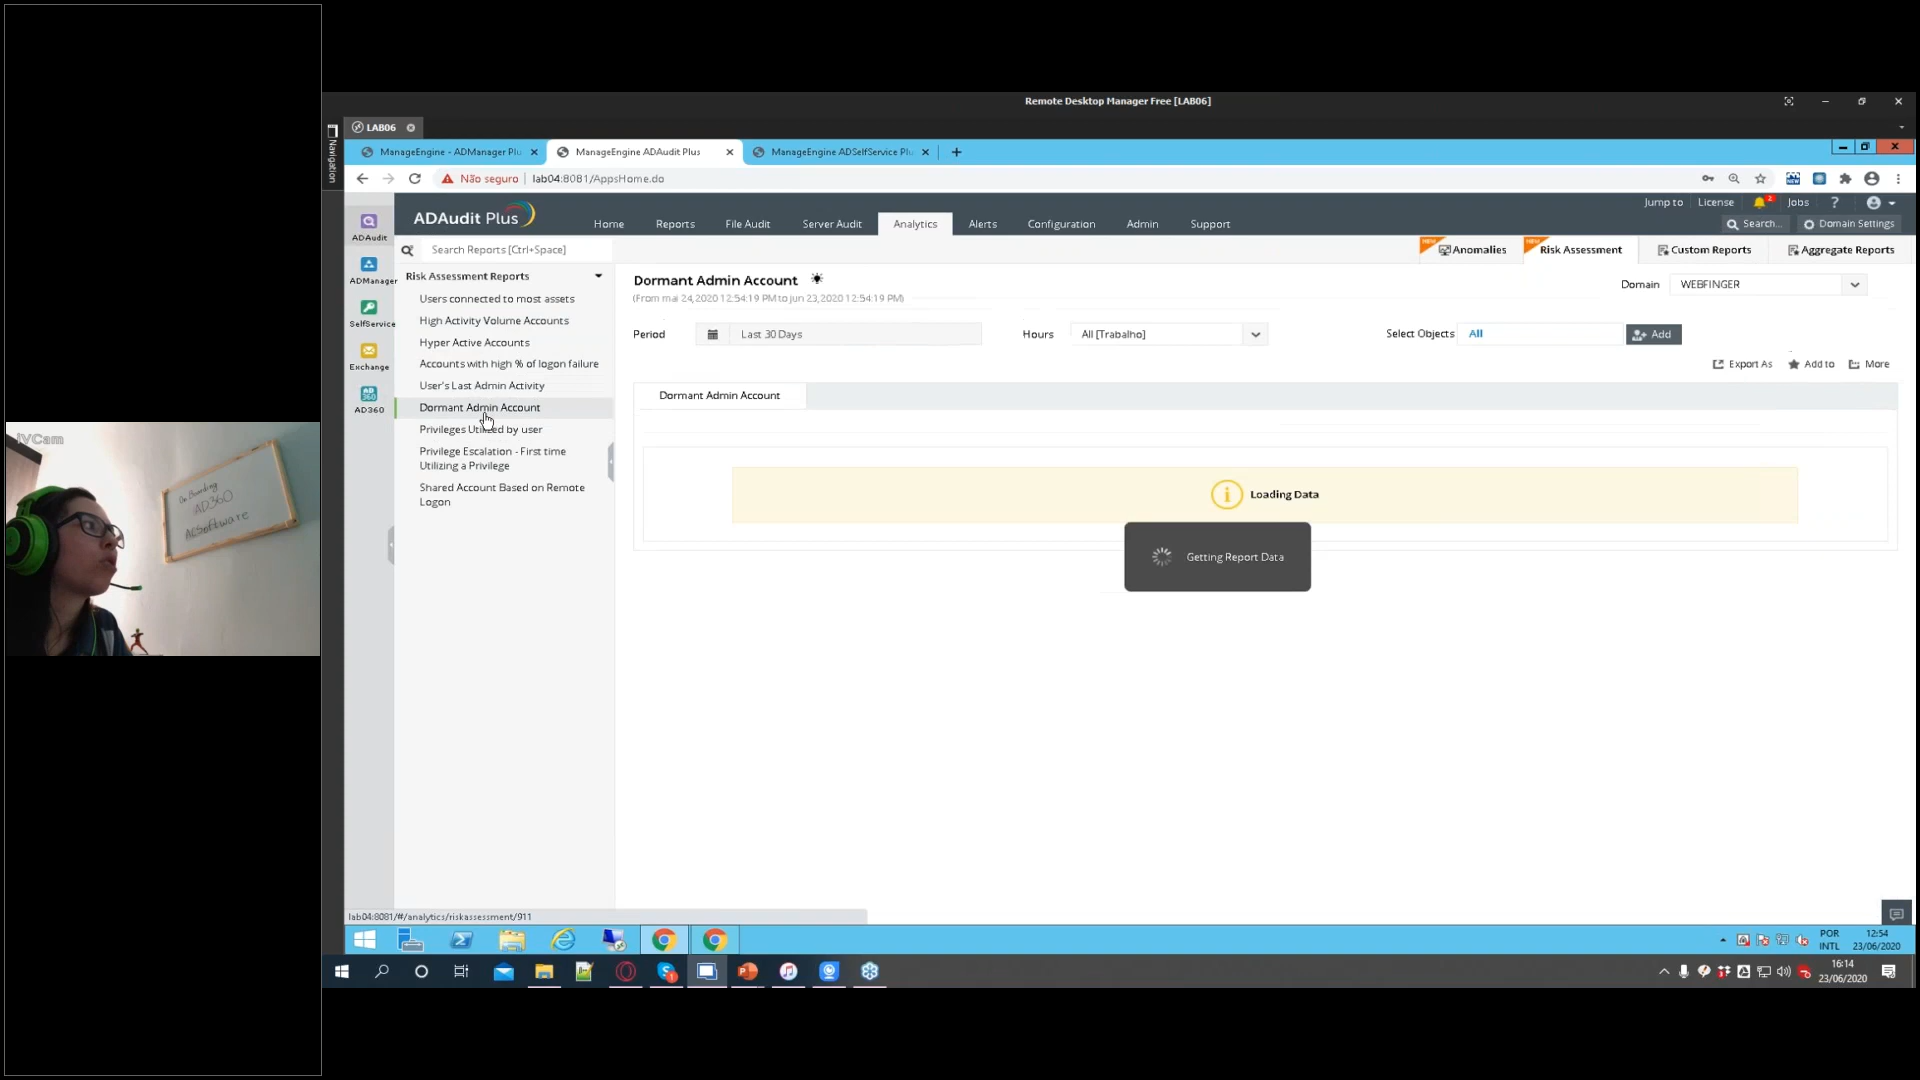 Remote Desktop Manager Free [LAB06]
LAB06
Navigation
ManageEngine - ADManager Plu
ManageEngine ADAudit Plus
ManageEngine ADSelfService Plu
Não seguro
lab04:8081/AppsHome.do
ADAudit Plus
Home
Reports
File Audit
Server Audit
Analytics
Alerts
Configuration
Admin
Support
Jump to
License
2
Jobs
?
Search...
Domain Settings
ADAudit
ADManager
SelfService
Exchange
AD360
Search Reports [Ctrl+Space]
NEW
Anomalies
NEW
Risk Assessment
Custom Reports
Aggregate Reports
Risk Assessment Reports
Users connected to most assets
High Activity Volume Accounts
Hyper Active Accounts
Accounts with high % of logon failure
User's Last Admin Activity
Dormant Admin Account
Privileges Utilized by user
Privilege Escalation - First time
Utilizing a Privilege
Shared Account Based on Remote
Logon
Dormant Admin Account
(From mai 24,2020 12:54:19 PM to jun 23,2020 12:54:19 PM)
Domain
WEBFINGER
Period
Last 30 Days
Hours
All [Trabalho]
Select Objects
All
Add
Export As
Add to
More
Dormant Admin Account
Loading Data
Getting Report Data
iVCam
On Boarding
AD360
ACSoftware
lab04:8081/#/analytics/riskassessment/911
POR
INTL
12:54
23/06/2020
16:14
23/06/2020